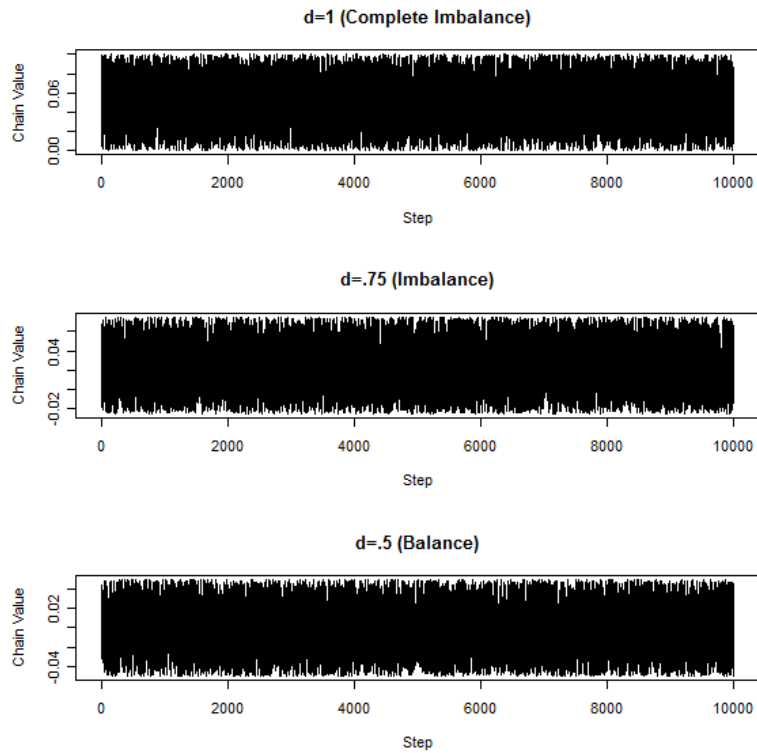 d=1 (Complete Imbalance)
Chain Value
0.06
0.00
0 2000 4000 6000 8000 10000
Step
d=.75 (Imbalance)
Chain Value
0.04
-0.02
0 2000 4000 6000 8000 10000
Step
d=.5 (Balance)
Chain Value
0.02
-0.04
0 2000 4000 6000 8000 10000
Step